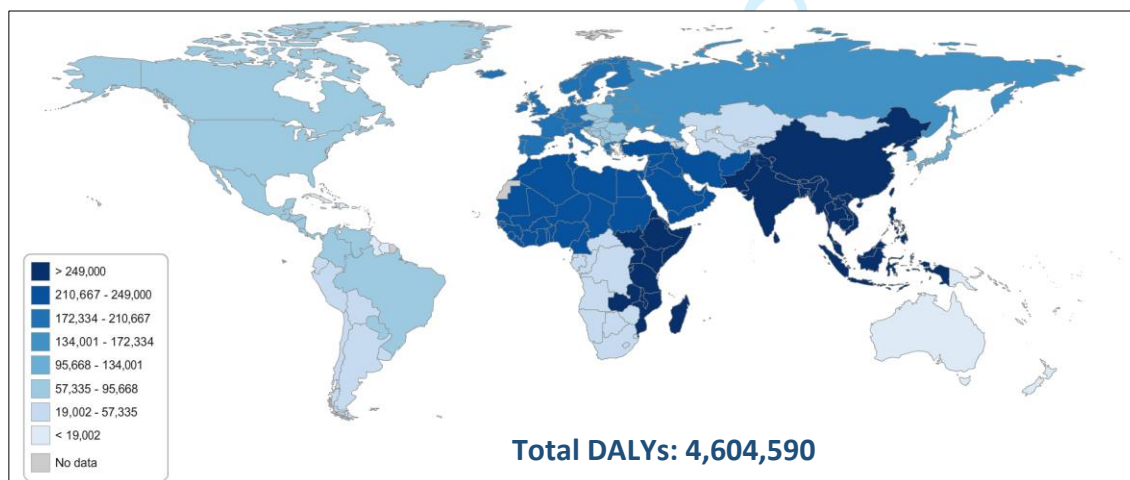 > 249,000
210,667 - 249,000
172,334 - 210,667
134,001 - 172,334
95,668 - 134,001
57,335 - 95,668
19,002 - 57,335
< 19,002
No data
Total DALYs: 4,604,590